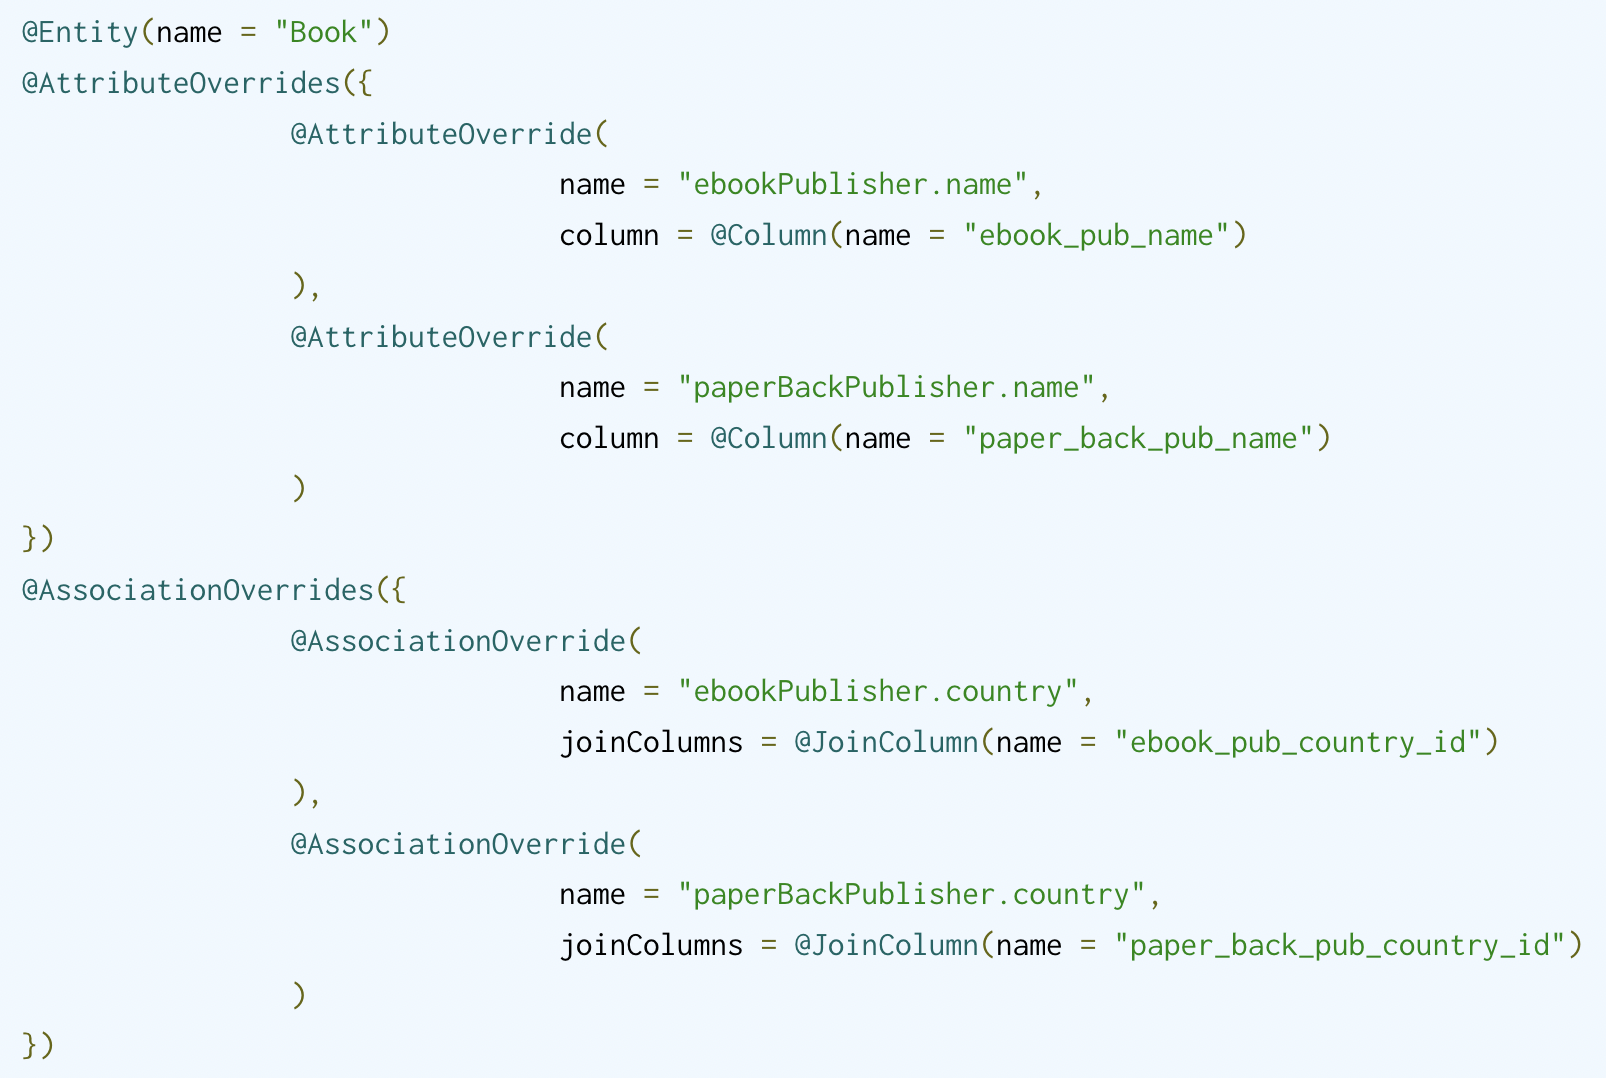 @Entity(name = "Book")
@AttributeOverrides({
                @AttributeOverride(
                                name = "ebookPublisher.name",
                                column = @Column(name = "ebook_pub_name")
                ),
                @AttributeOverride(
                                name = "paperBackPublisher.name",
                                column = @Column(name = "paper_back_pub_name")
                )
})
@AssociationOverrides({
                @AssociationOverride(
                                name = "ebookPublisher.country",
                                joinColumns = @JoinColumn(name = "ebook_pub_country_id")
                ),
                @AssociationOverride(
                                name = "paperBackPublisher.country",
                                joinColumns = @JoinColumn(name = "paper_back_pub_country_id")
                )
})